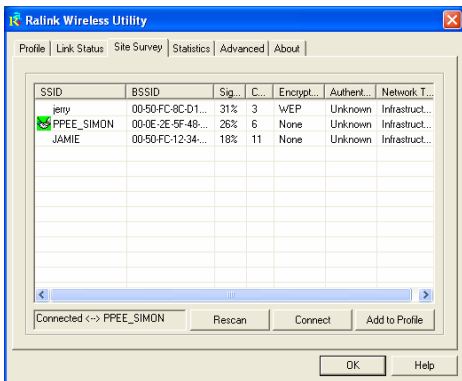 Ralink Wireless Utility
Profile Link Status Site Survey Statistics Advanced About
SSID BSSID Sig... C... Encrypt... Authent... Network T...
jerry 00-50-FC-8C-D1... 31% 3 WEP Unknown Infrastruct...
PPEE_SIMON 00-0E-2E-5F-48-... 26% 6 None Unknown Infrastruct...
JAMIE 00-50-FC-12-34-... 18% 11 None Unknown Infrastruct...
Connected <--> PPEE_SIMON Rescan Connect Add to Profile
OK Help